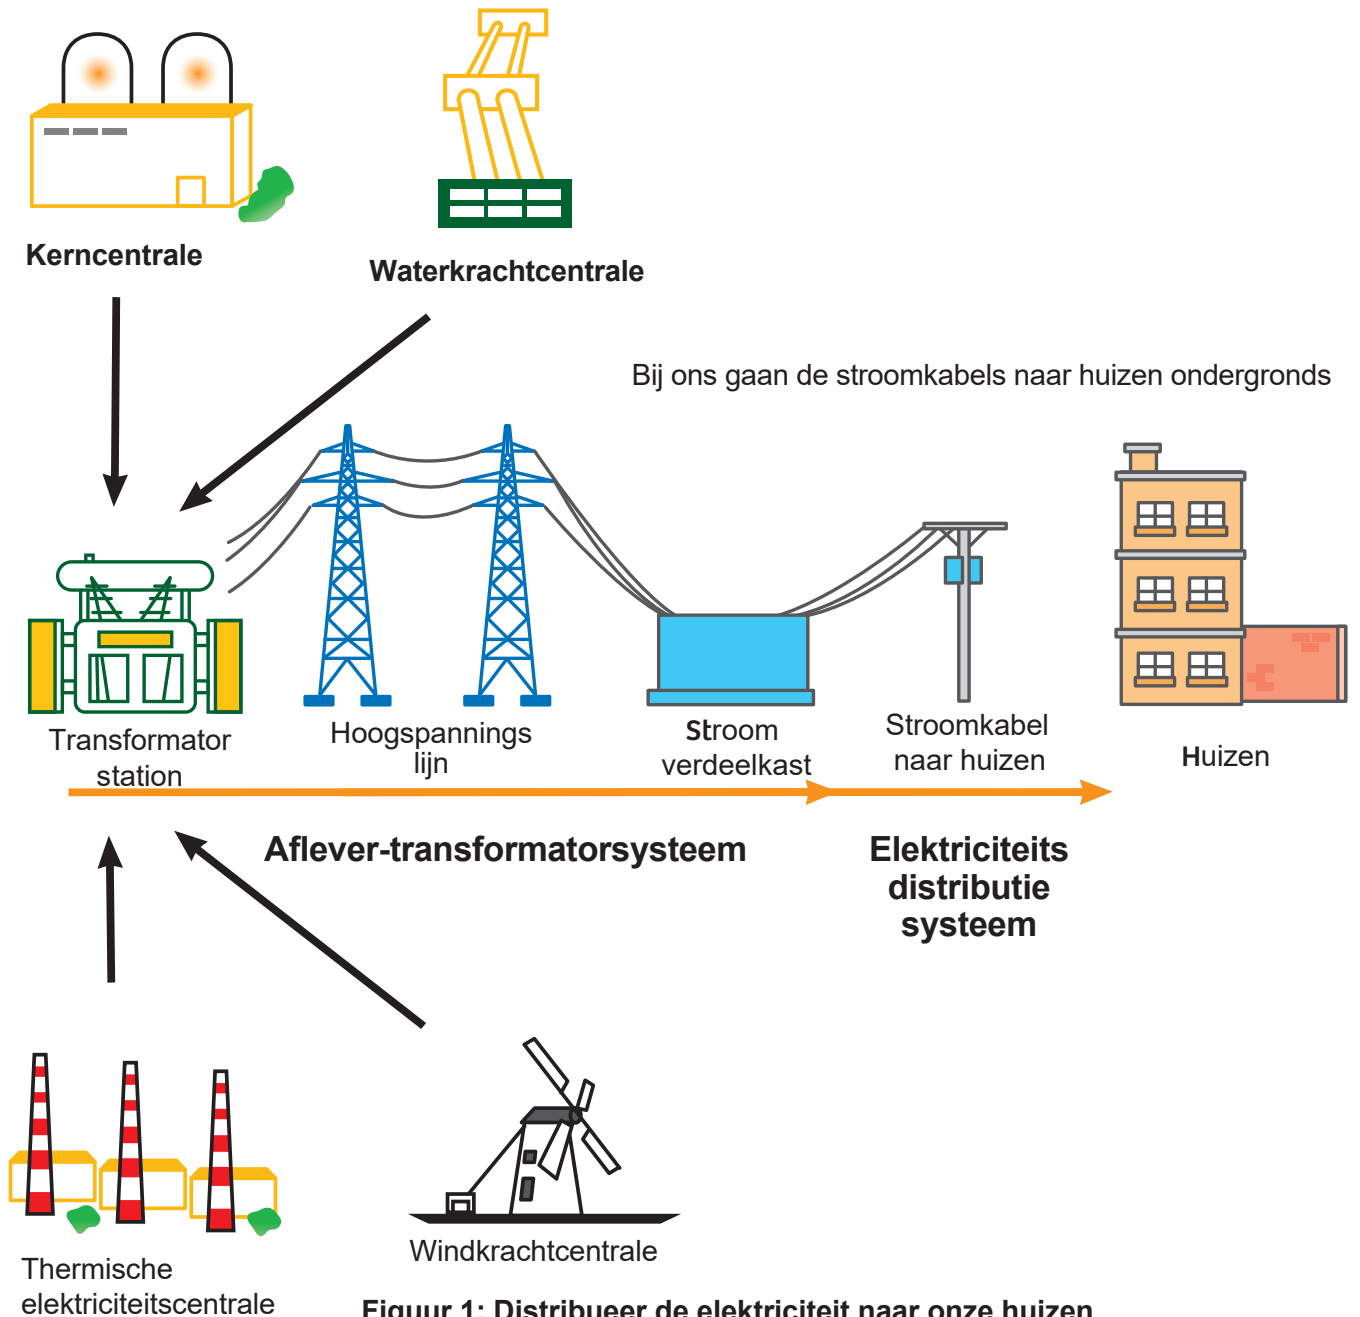 Kerncentrale
Waterkrachtcentrale
Bij ons gaan de stroomkabels naar huizen ondergronds
Transformator
station
Hoogspannings
lijn
Stroom
verdeelkast
Stroomkabel
naar huizen
Huizen
Aflever-transformatorsysteem
Elektriciteits
distributie
systeem
Thermische
elektriciteitscentrale
Windkrachtcentrale
Figuur 1: Distribueer de elektriciteit naar onze huizen